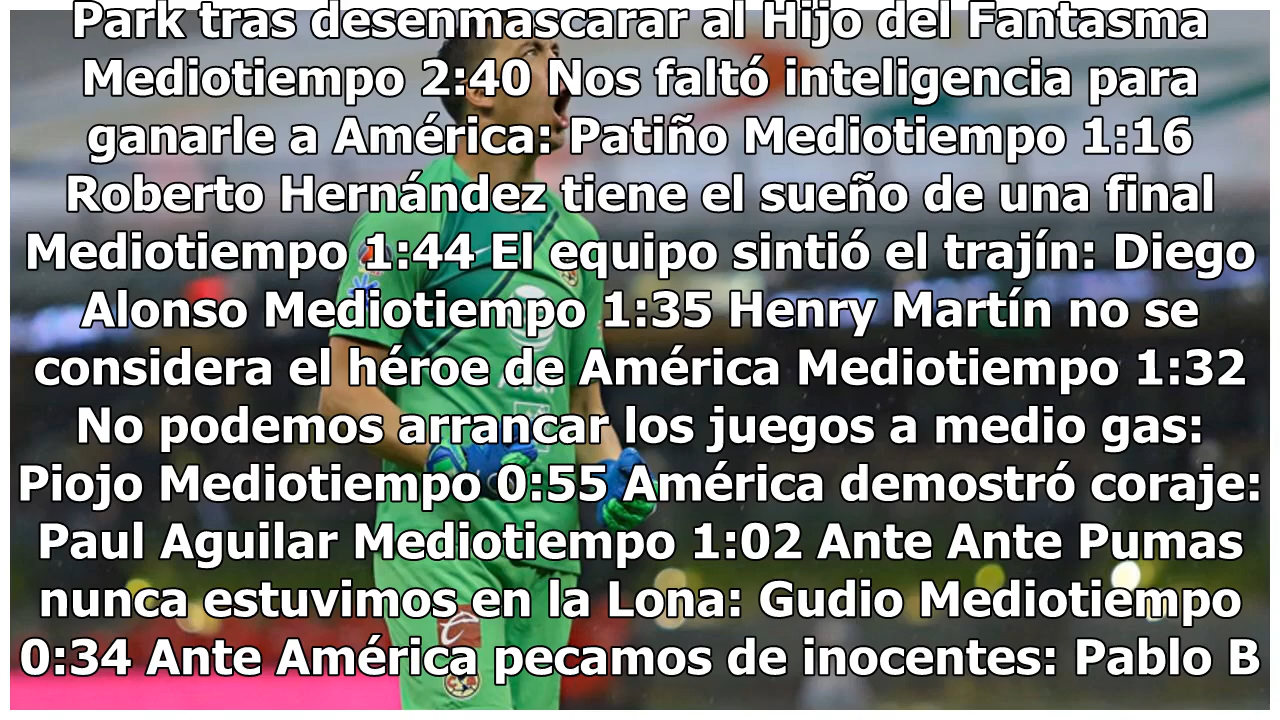 Park tras desenmascarar al Hijo del Fantasma
Mediotiempo 2:40 Nos faltó inteligencia para
ganarle a América: Patiño Mediotiempo 1:16
Roberto Hernández tiene el sueño de una final
Mediotiempo 1:44 El equipo sintió el trajín: Diego
Alonso Mediotiempo 1:35 Henry Martín no se
considera el héroe de América Mediotiempo 1:32
No podemos arrancar los juegos a medio gas:
Piojo Mediotiempo 0:55 América demostró coraje:
Paul Aguilar Mediotiempo 1:02 Ante Ante Pumas
nunca estuvimos en la Lona: Gudio Mediotiempo
0:34 Ante América pecamos de inocentes: Pablo B